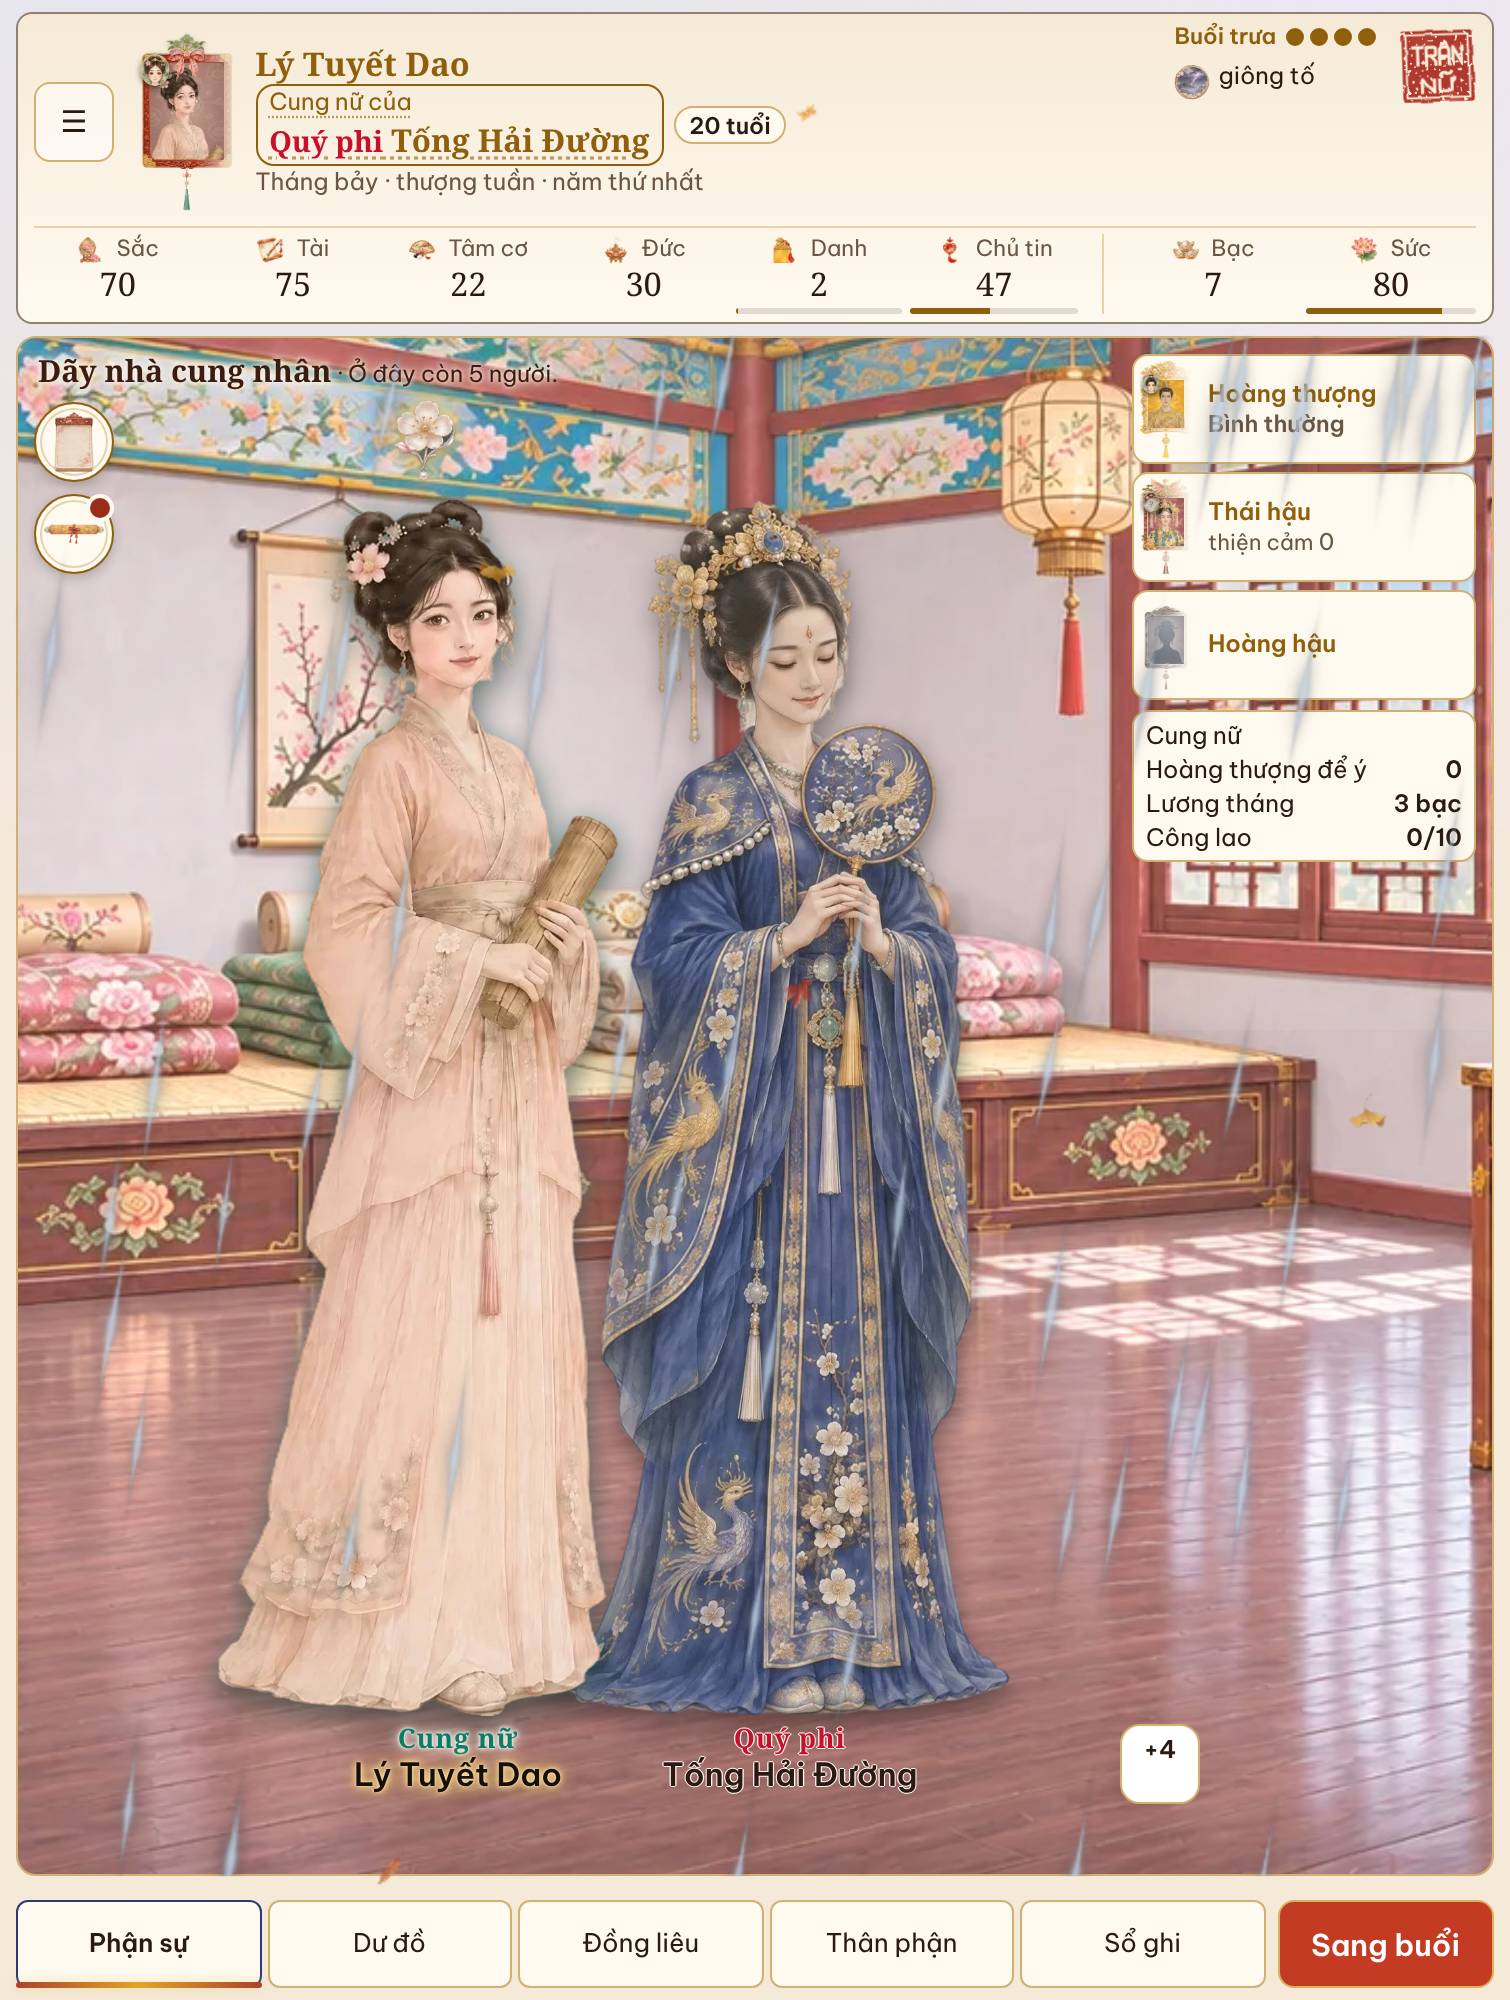 Lý Tuyết Dao
Cung nữ của
Quý phi Tống Hải Đường
20 tuổi
Tháng bảy · thượng tuần · năm thứ nhất
Buổi trưa
giông tố
TRÂN
NỮ
Sắc
70
Tài
75
Tâm cơ
22
Đức
30
Danh
2
Chủ tin
47
Bạc
7
Sức
80
Dãy nhà cung nhân · Ở đây còn 5 người.
Hoàng thượng
Bình thường
Thái hậu
thiện cảm 0
Hoàng hậu
Cung nữ
Hoàng thượng để ý 0
Lương tháng 3 bạc
Công lao 0/10
Cung nữ
Lý Tuyết Dao
Quý phi
Tống Hải Đường
+4
Phận sự
Dư đồ
Đồng liêu
Thân phận
Sổ ghi
Sang buổi